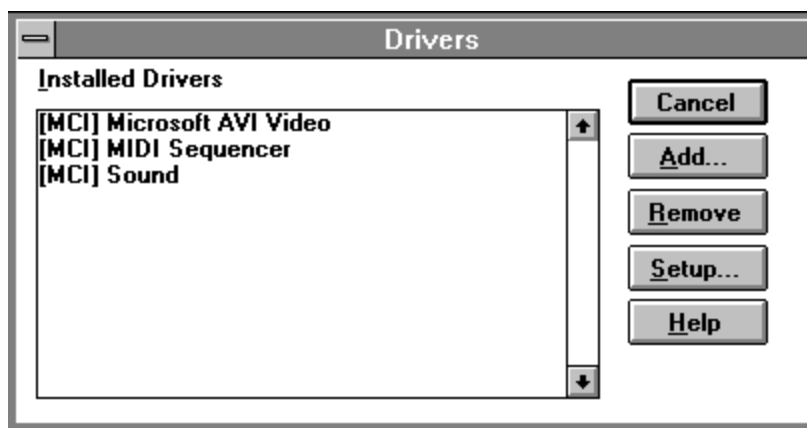 Drivers
Installed Drivers
[MCI] Microsoft AVI Video
[MCI] MIDI Sequencer
[MCI] Sound
Cancel
Add...
Remove
Setup...
Help